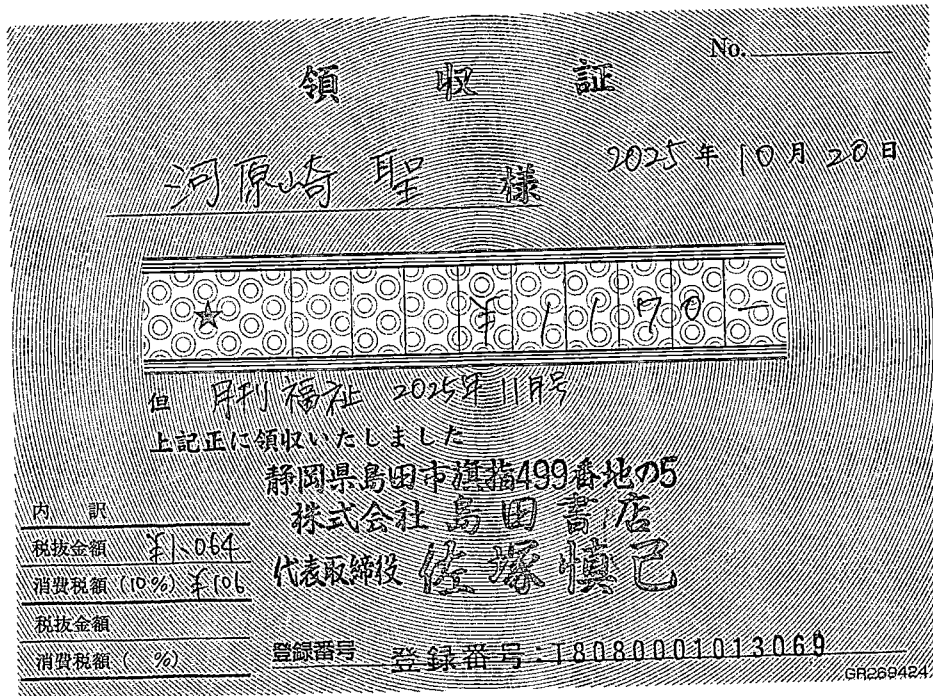 No.
領収証
河原崎 聖 様
2025年10月20日
☆ ¥1170-
但 月刊福祉 2025年11月号
上記正に領収いたしました
静岡県島田市旗指499番地の5
株式会社 島田書店
代表取締役 佐塚慎己
内訳
税抜金額 ¥1,064
消費税額(10%) ¥106
税抜金額
消費税額( %)
登録番号 登録番号:T8080001013069
GR269424